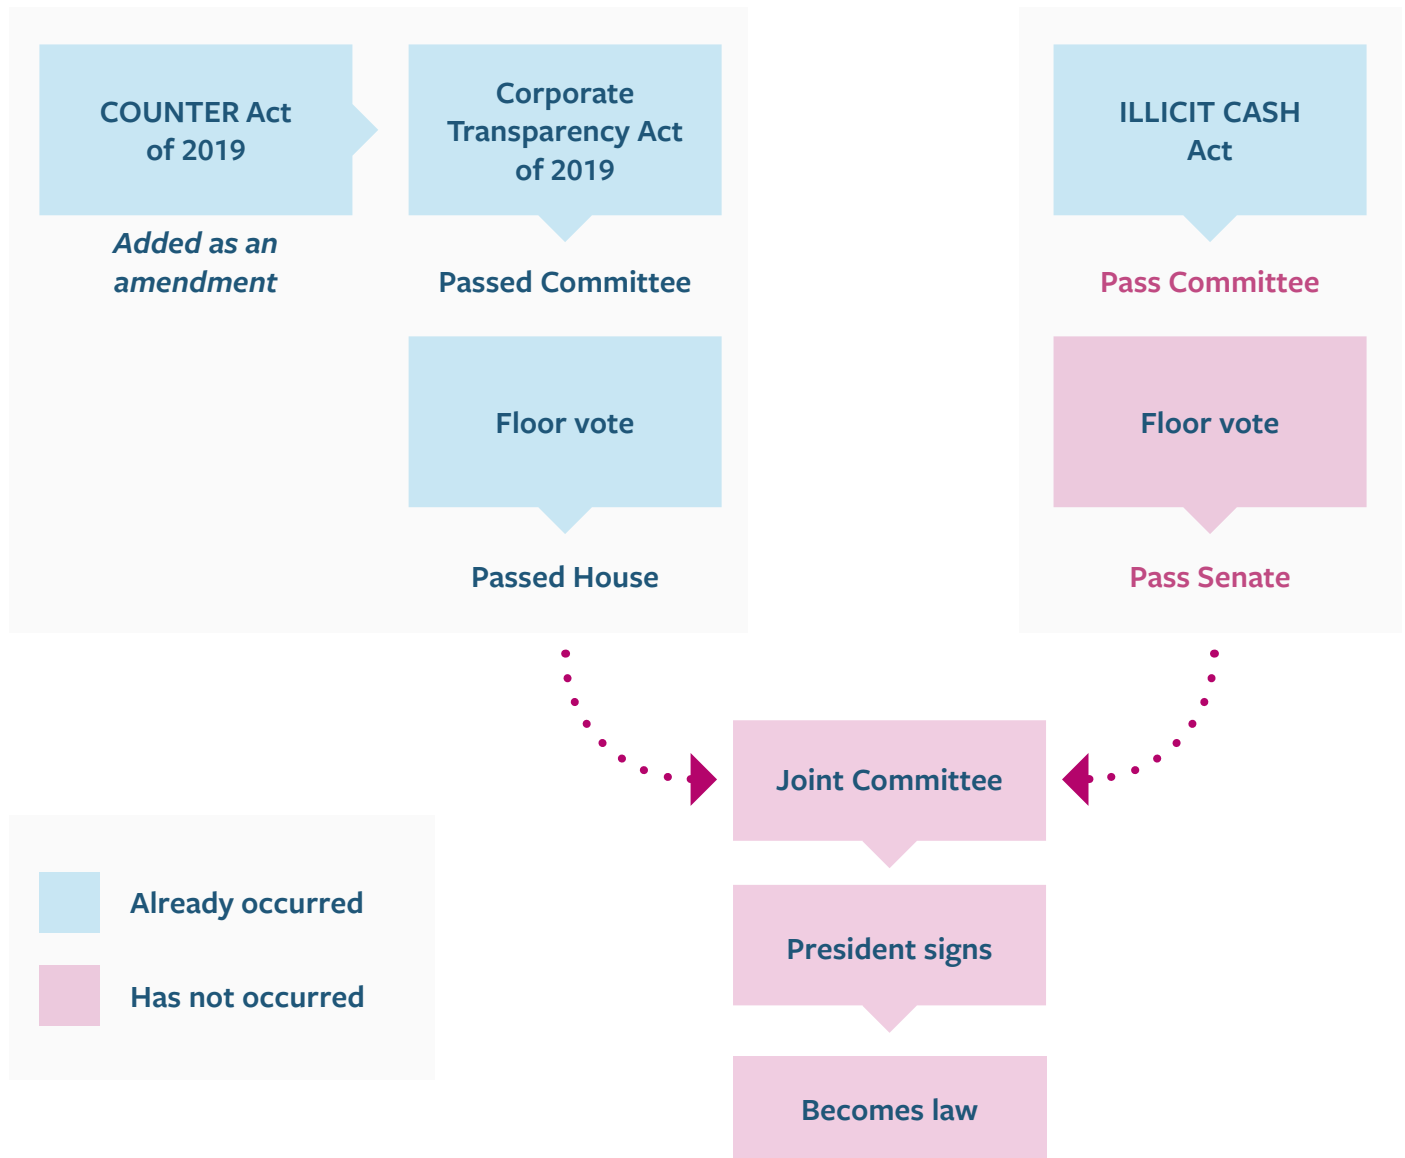 COUNTER Act
of 2019
Added as an
amendment
Corporate
Transparency Act
of 2019
Passed Committee
Floor vote
Passed House
ILLICIT CASH
Act
Pass Committee
Floor vote
Pass Senate
Joint Committee
President signs
Becomes law
Already occurred
Has not occurred